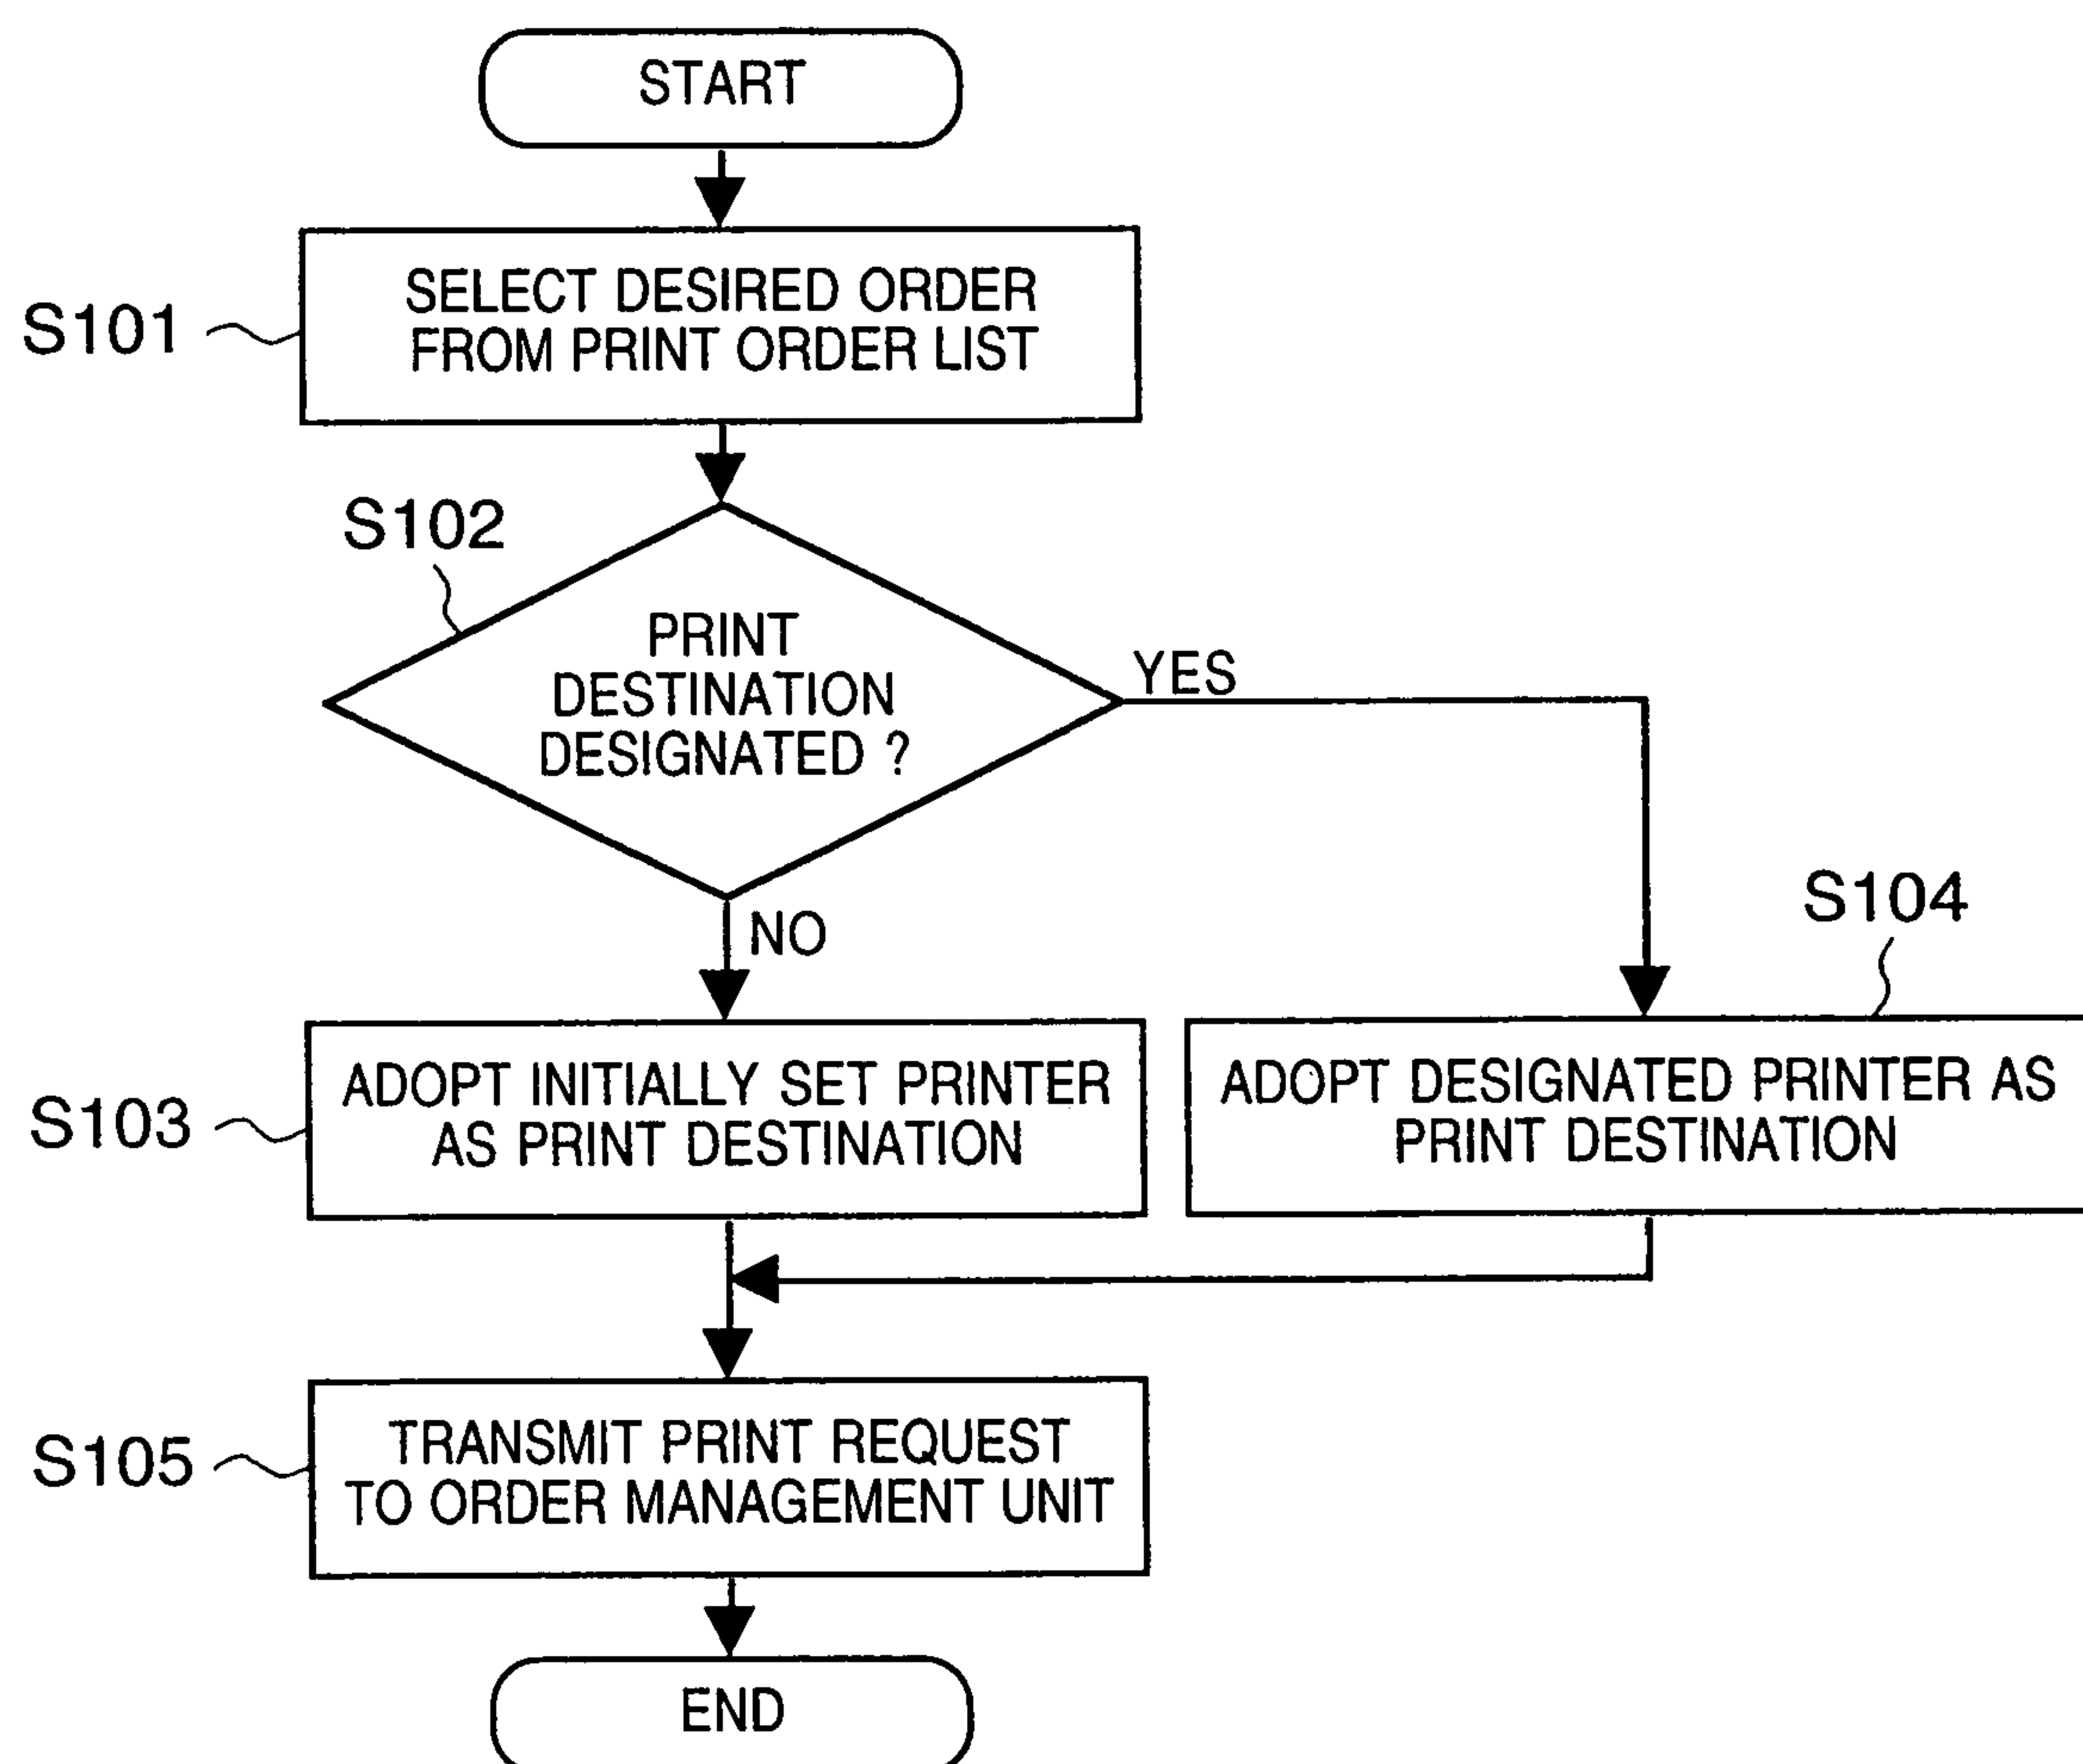 START
S101
SELECT DESIRED ORDER
FROM PRINT ORDER LIST
S102
PRINT
DESTINATION
DESIGNATED ?
YES
NO
S104
S103
ADOPT INITIALLY SET PRINTER
AS PRINT DESTINATION
ADOPT DESIGNATED PRINTER AS
PRINT DESTINATION
S105
TRANSMIT PRINT REQUEST
TO ORDER MANAGEMENT UNIT
END